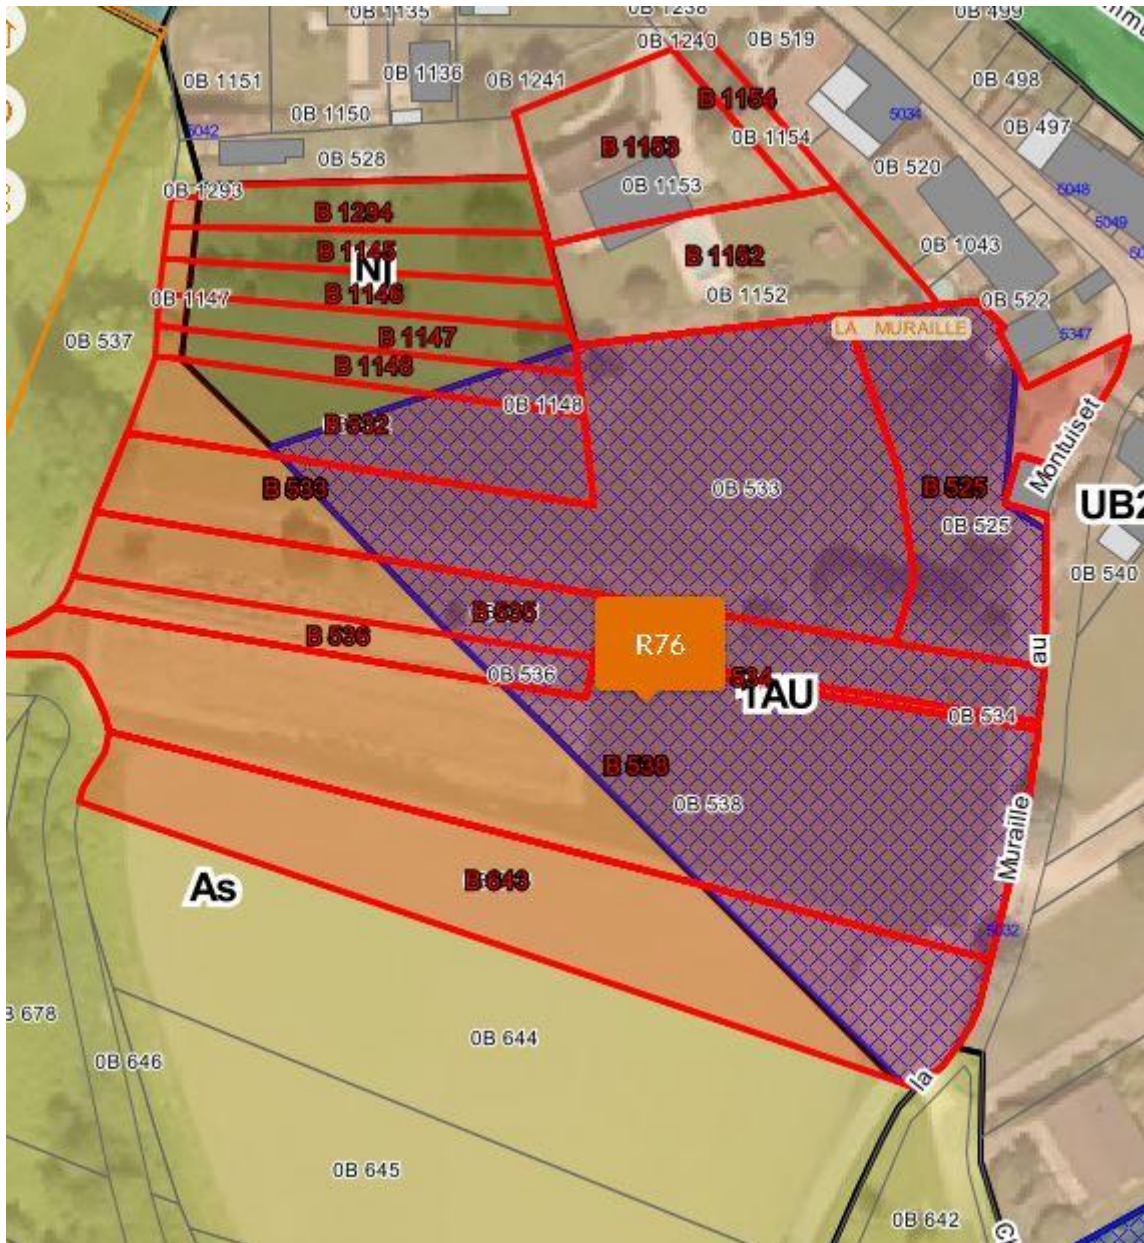 0B 1135
0B 1238
0B 499
0B 1240
0B 519
0B 1151
0B 1136
0B 1241
0B 498
B 1154
0B 1150
5034
0B 497
5042
0B 1154
B 1153
0B 528
0B 520
0B 1293
0B 1153
5048
B 1294
5049
B 1145
NJ
B 1152
0B 1043
B 1146
0B 1147
0B 1152
0B 522
B 1147
LA MURAILLE
5347
0B 537
B 1148
0B 1148
B 532
Montuiset
B 533
0B 533
B 525
UB2
0B 525
0B 540
B 535
B 536
R76
au
0B 536
534
1AU
0B 534
B 538
0B 538
Muraille
B 643
As
5032
B 678
0B 644
0B 646
la
0B 645
0B 642